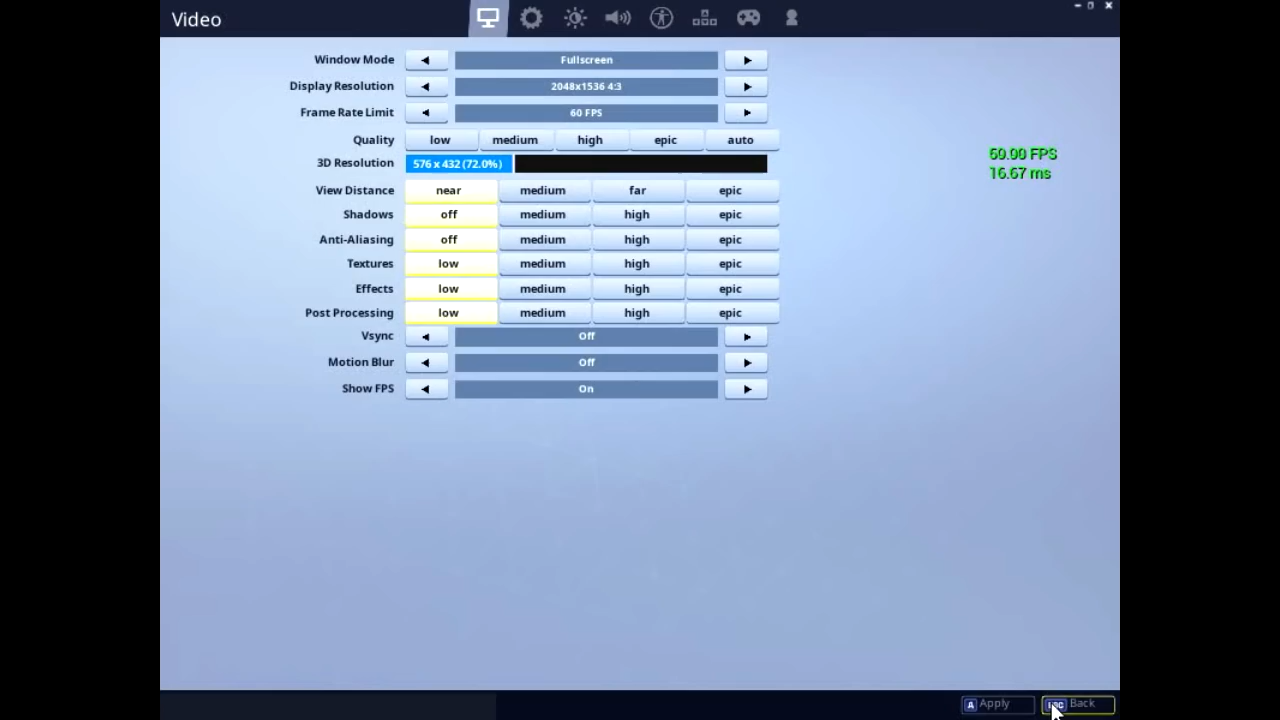 Video
Window Mode Fullscreen
Display Resolution 2048x1536 4:3
Frame Rate Limit 60 FPS
Quality low medium high epic auto
3D Resolution 576 x 432 (72.0%)
60.00 FPS
16.67 ms
View Distance near medium far epic
Shadows off medium high epic
Anti-Aliasing off medium high epic
Textures low medium high epic
Effects low medium high epic
Post Processing low medium high epic
Vsync Off
Motion Blur Off
Show FPS On
A Apply Back